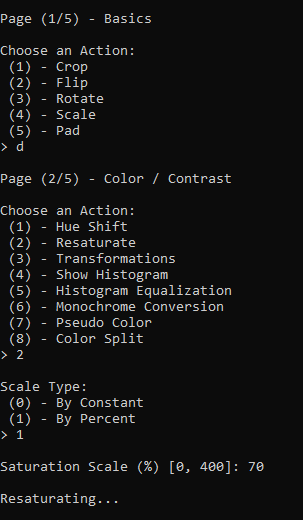 Page (1/5) - Basics
Choose an Action:
(1) - Crop
(2) - Flip
(3) - Rotate
(4) - Scale
(5) - Pad
> d
Page (2/5) - Color / Contrast
Choose an Action:
(1) - Hue Shift
(2) - Resaturate
(3) - Transformations
(4) - Show Histogram
(5) - Histogram Equalization
(6) - Monochrome Conversion
(7) - Pseudo Color
(8) - Color Split
> 2
Scale Type:
(0) - By Constant
(1) - By Percent
> 1
Saturation Scale (%) [0, 400]: 70
Resaturating...